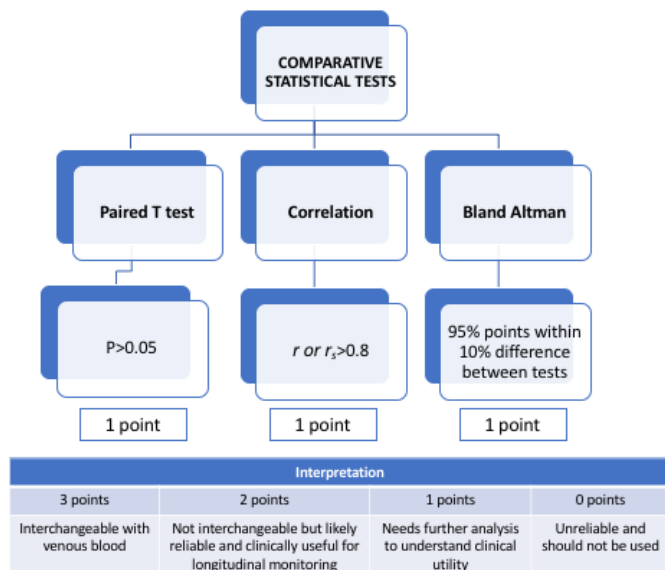 COMPARATIVE
STATISTICAL TESTS
Paired T test
Correlation
Bland Altman
P>0.05
r or rs>0.8
95% points within
10% difference
between tests
1 point
1 point
1 point
Interpretation
3 points
2 points
1 point
0 points
Interchangeable with
venous blood
Not interchangeable but likely
reliable and clinically useful for
longitudinal monitoring
Needs further analysis
to understand clinical
utility
Unreliable and
should not be used